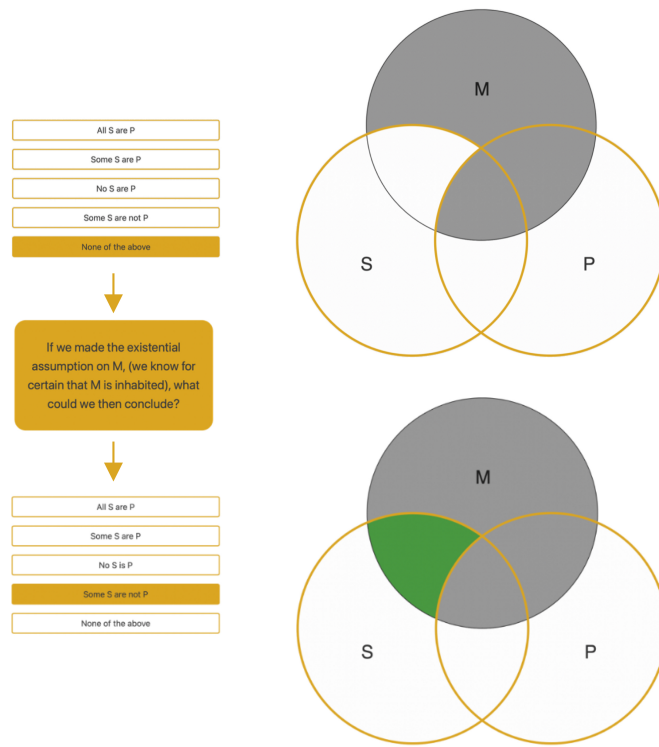 All S are P
Some S are P
No S are P
Some S are not P
None of the above
If we made the existential
assumption on M, (we know for
certain that M is inhabited), what
could we then conclude?
All S are P
Some S are P
No S is P
Some S are not P
None of the above
M
S
P
M
S
P